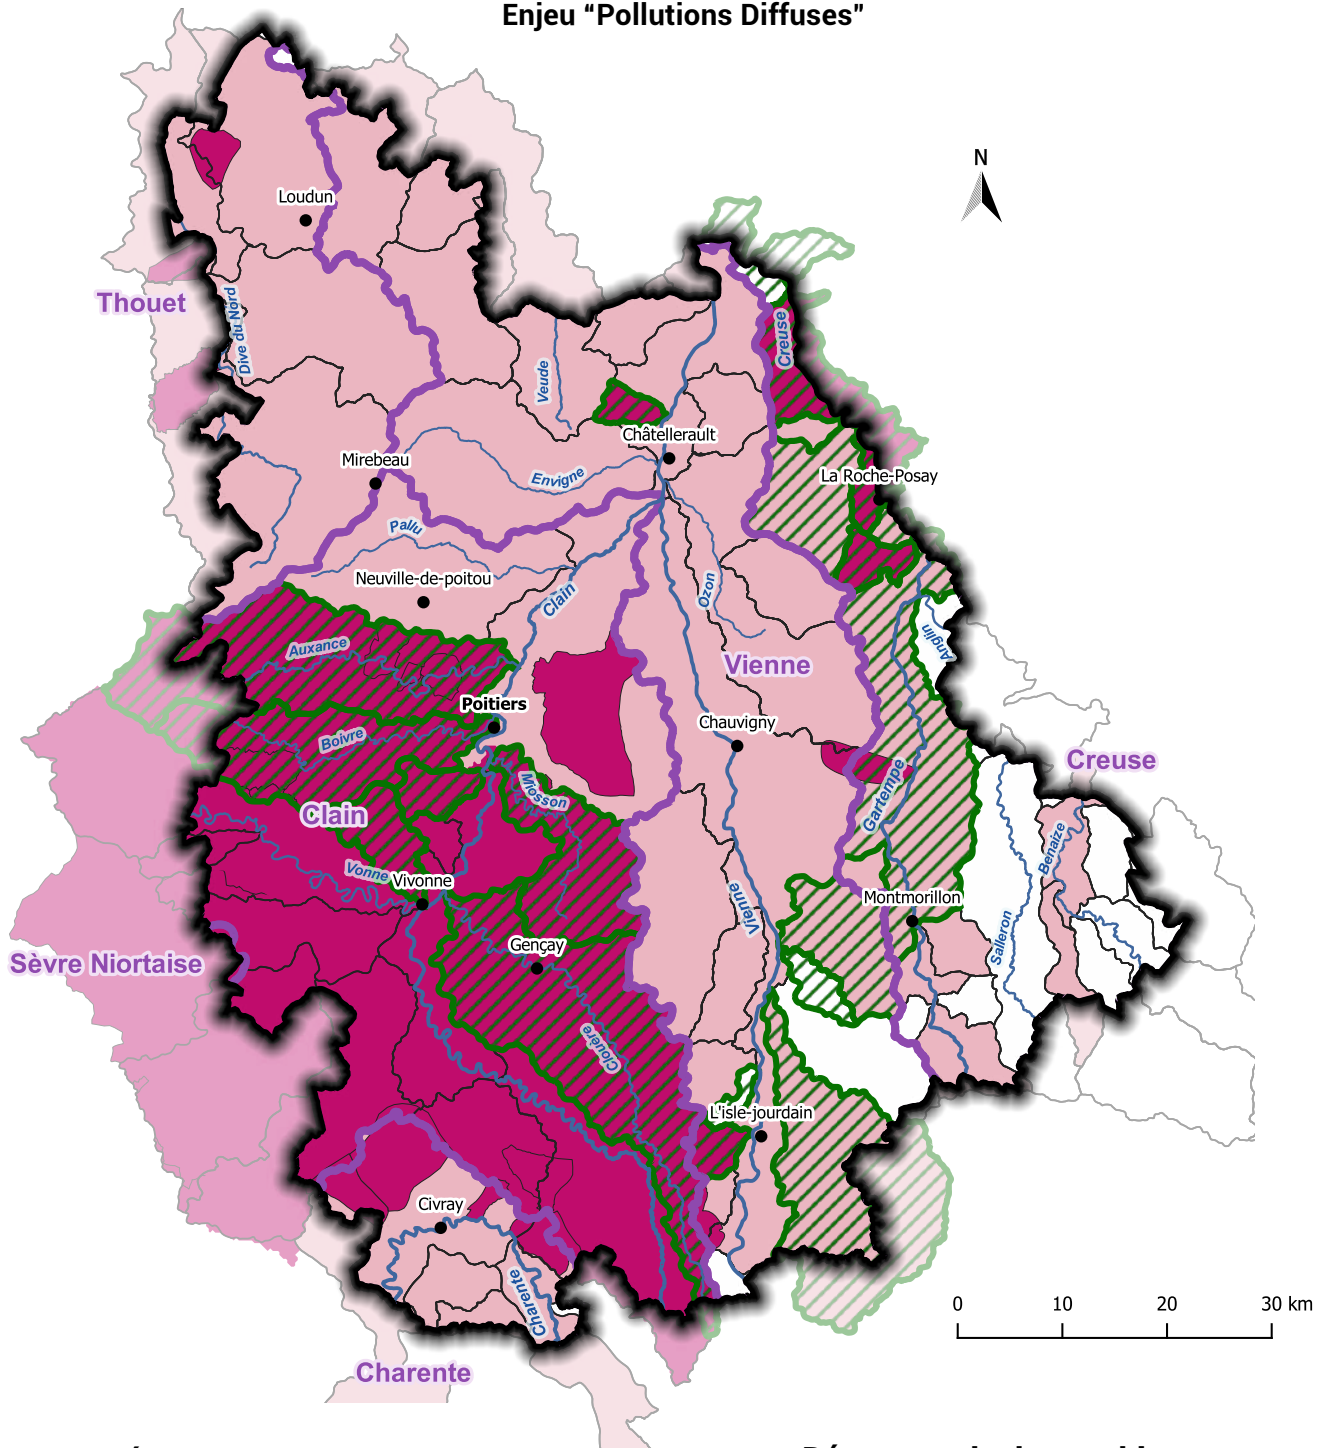 Enjeu “Pollutions Diffuses”
N
Loudun
Thouet
Dive du Nord
Creuse
Veude
Châtellerault
Mirebeau
Envigne
La Roche-Posay
Pallu
Neuville-de-poitou
Clain
Ozon
Anglin
Auxance
Vienne
Poitiers
Chauvigny
Boivre
Creuse
Miosson
Gartempe
Clain
Benaize
Vonne
Vivonne
Montmorillon
Vienne
Salleron
Gençay
Sèvre Niortaise
Clouère
L'isle-jourdain
Civray
Charente
0 10 20 30 km
Charente